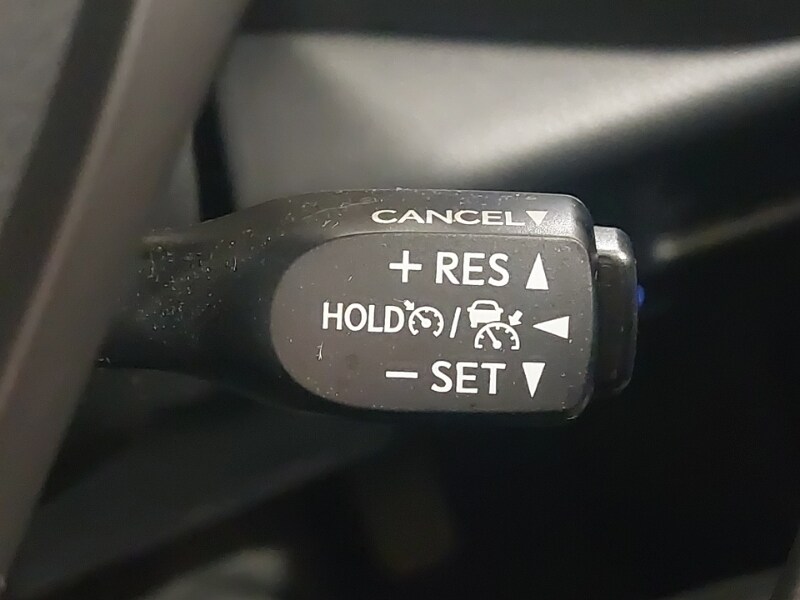 CANCEL▼
+ RES ▲
HOLD / ◀
− SET ▼